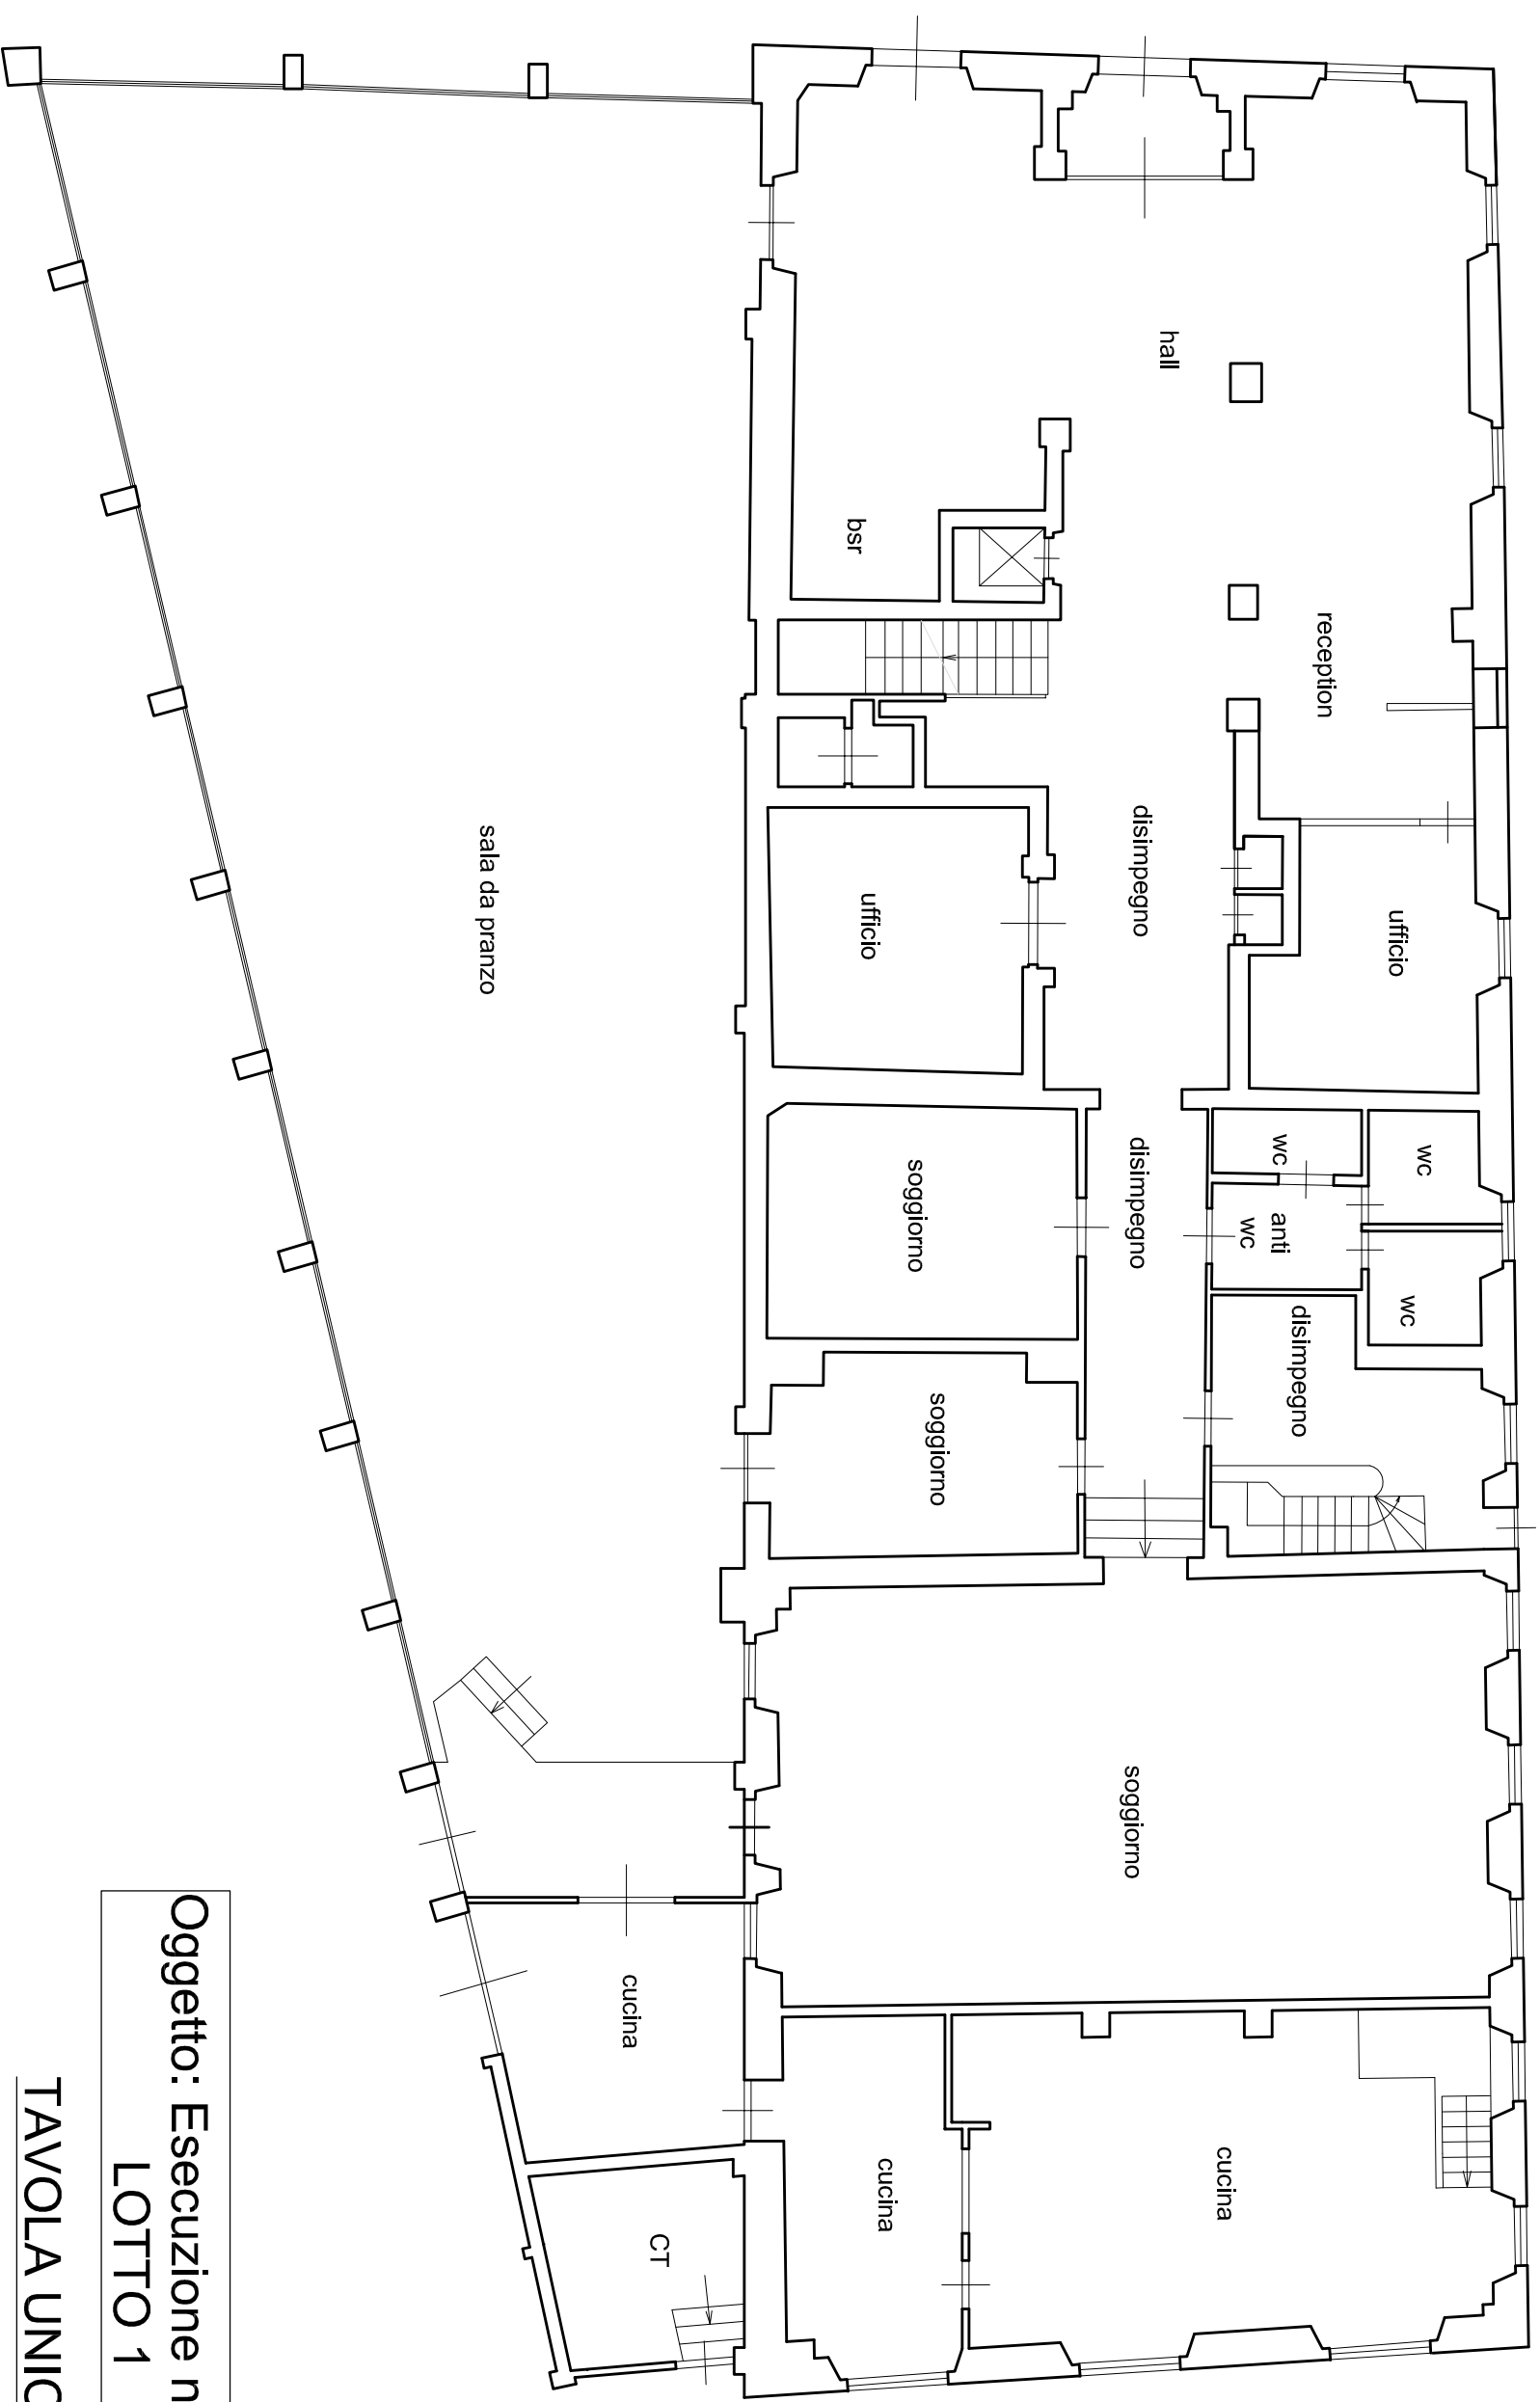 hall
reception
bsr
disimpegno
ufficio
ufficio
sala da pranzo
disimpegno
wc
wc
anti
wc
wc
soggiorno
disimpegno
soggiorno
soggiorno
cucina
cucina
cucina
CT
Oggetto: Esecuzione
LOTTO 1
TAVOLA